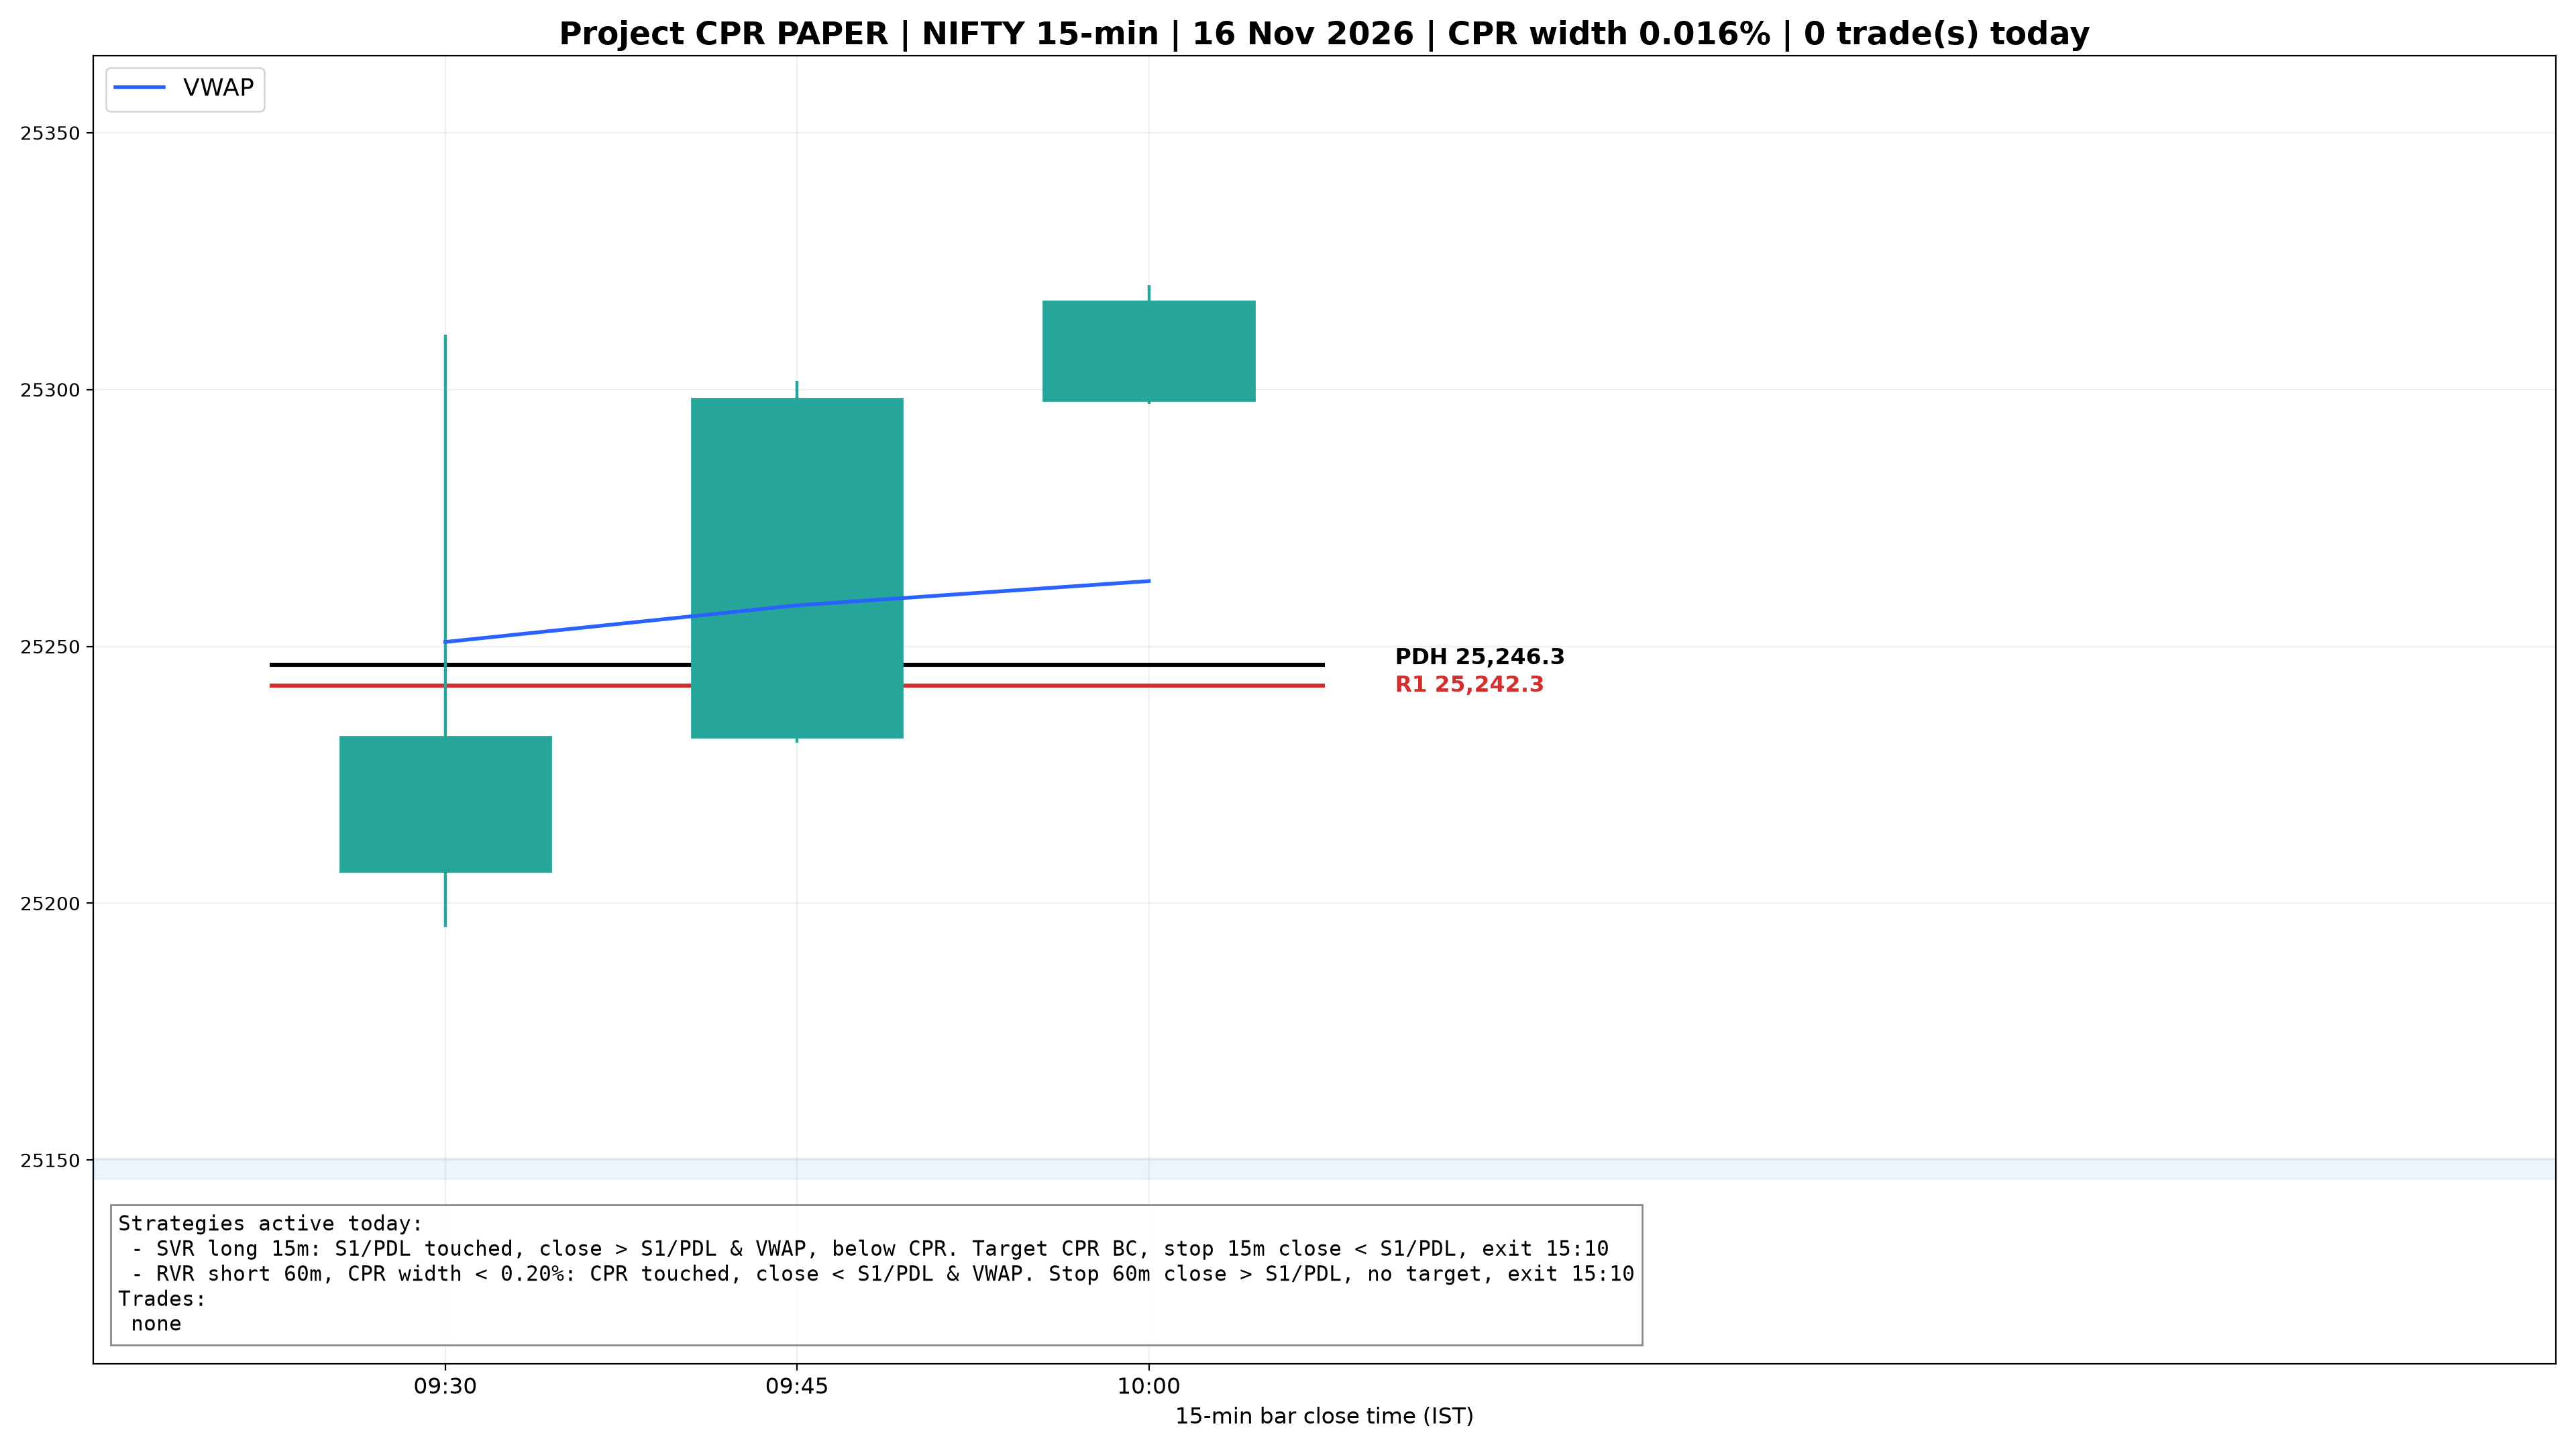 Project CPR PAPER | NIFTY 15-min | 16 Nov 2026 | CPR width 0.016% | 0 trade(s) today
VWAP
25350
25300
25250
25200
25150
PDH 25,246.3
R1 25,242.3
Strategies active today:
- SVR long 15m: S1/PDL touched, close > S1/PDL & VWAP, below CPR. Target CPR BC, stop 15m close < S1/PDL, exit 15:10
- RVR short 60m, CPR width < 0.20%: CPR touched, close < S1/PDL & VWAP. Stop 60m close > S1/PDL, no target, exit 15:10
Trades:
none
09:30 09:45 10:00
15-min bar close time (IST)